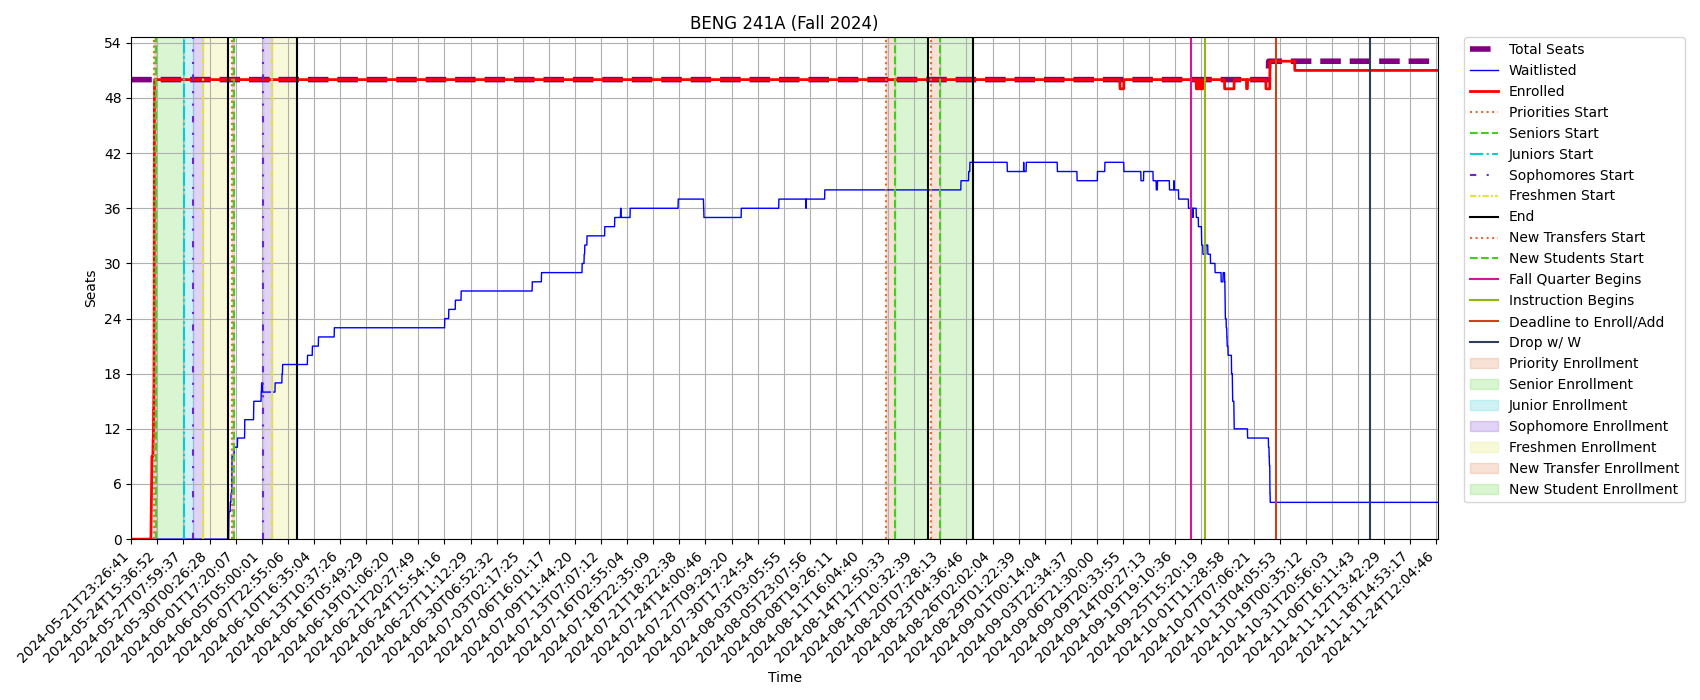 BENG 241A (Fall 2024)
Seats
54
48
42
36
30
24
18
12
6
0
2024-05-21T23:26:41
2024-05-24T15:36:52
2024-05-27T07:59:37
2024-05-30T00:26:28
2024-06-01T17:20:07
2024-06-05T05:00:01
2024-06-07T22:55:06
2024-06-10T16:35:04
2024-06-13T10:37:26
2024-06-16T05:49:29
2024-06-19T01:06:20
2024-06-21T20:27:49
2024-06-24T15:54:16
2024-06-27T11:12:29
2024-06-30T06:52:32
2024-07-03T02:17:25
2024-07-06T16:01:17
2024-07-09T11:44:20
2024-07-13T07:07:12
2024-07-16T02:55:04
2024-07-18T22:35:09
2024-07-21T18:22:38
2024-07-24T14:00:46
2024-07-27T09:29:20
2024-07-30T17:24:54
2024-08-03T03:05:55
2024-08-05T23:07:56
2024-08-08T19:26:11
2024-08-11T16:04:40
2024-08-14T12:50:33
2024-08-17T10:32:39
2024-08-20T07:28:13
2024-08-23T04:36:46
2024-08-26T02:02:04
2024-08-29T01:22:39
2024-09-01T00:14:04
2024-09-03T22:34:37
2024-09-06T21:30:00
2024-09-09T20:33:55
2024-09-14T00:27:13
2024-09-19T19:10:36
2024-09-25T15:20:19
2024-10-01T11:28:58
2024-10-07T07:06:21
2024-10-13T04:05:53
2024-10-19T00:35:12
2024-10-31T20:56:03
2024-11-06T16:11:43
2024-11-12T13:42:29
2024-11-18T14:53:17
2024-11-24T12:04:46
Time
Total Seats
Waitlisted
Enrolled
Priorities Start
Seniors Start
Juniors Start
Sophomores Start
Freshmen Start
End
New Transfers Start
New Students Start
Fall Quarter Begins
Instruction Begins
Deadline to Enroll/Add
Drop w/ W
Priority Enrollment
Senior Enrollment
Junior Enrollment
Sophomore Enrollment
Freshmen Enrollment
New Transfer Enrollment
New Student Enrollment